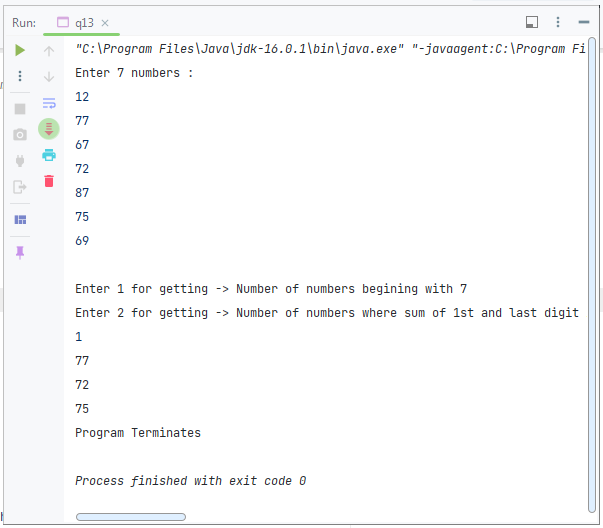 Run: q13
"C:\Program Files\Java\jdk-16.0.1\bin\java.exe" "-javaagent:C:\Program Fi
Enter 7 numbers :
12
77
67
72
87
75
69
Enter 1 for getting -> Number of numbers begining with 7
Enter 2 for getting -> Number of numbers where sum of 1st and last digit
1
77
72
75
Program Terminates
Process finished with exit code 0